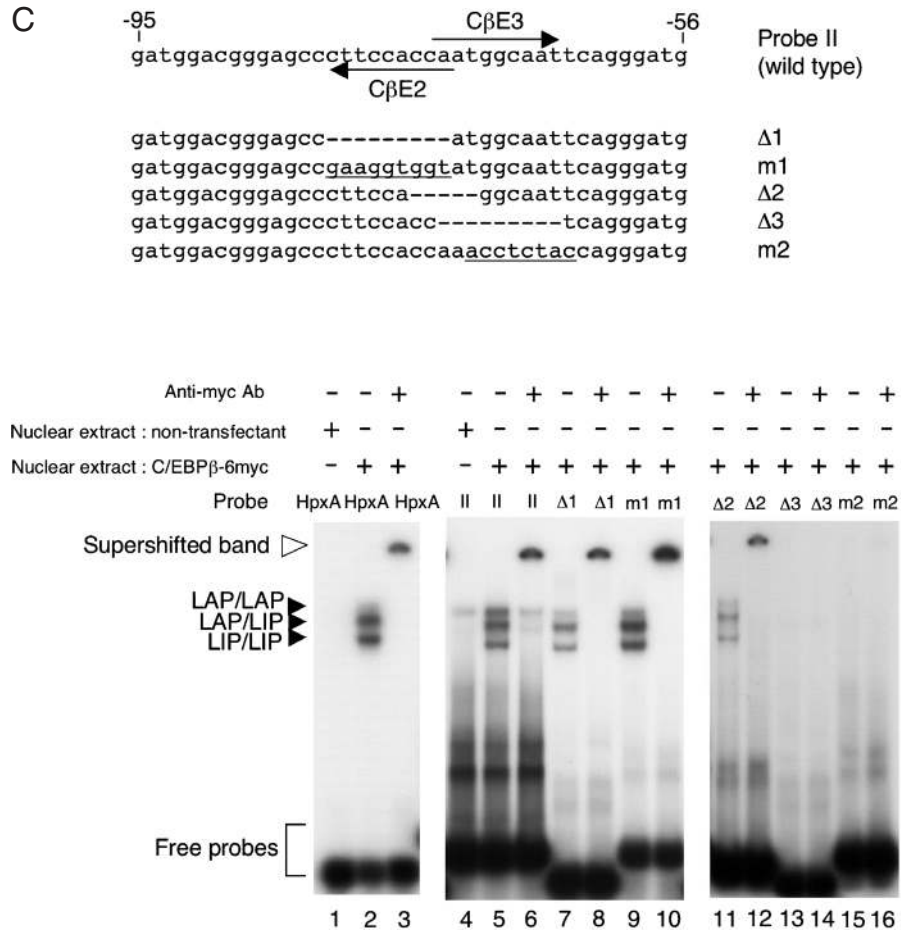 C
-95 CβE3 -56
gatggacgggagcccttccaccaatggcaattcagggatg Probe II
(wild type)
CβE2
gatggacgggagcc---------atggcaattcagggatg Δ1
gatggacgggagccgaaggtggtatggcaattcagggatg m1
gatggacgggagcccttcca-----ggcaattcagggatg Δ2
gatggacgggagcccttccacc---------tcagggatg Δ3
gatggacgggagcccttccaccaaacctctaccagggatg m2
Anti-myc Ab - - + - - + - + - + - + - + - +
Nuclear extract : non-transfectant + - - + - - - - - - - - - - - -
Nuclear extract : C/EBPβ-6myc - + + - + + + + + + + + + + + +
Probe HpxA HpxA HpxA II II II Δ1 Δ1 m1 m1 Δ2 Δ2 Δ3 Δ3 m2 m2
Supershifted band
LAP/LAP
LAP/LIP
LIP/LIP
Free probes
1 2 3 4 5 6 7 8 9 10 11 12 13 14 15 16